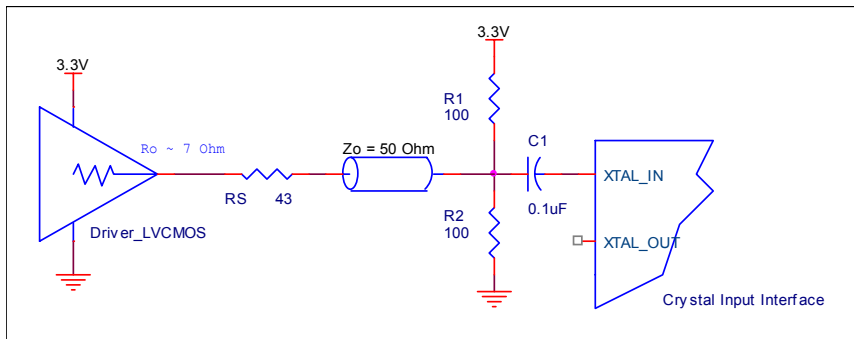 3.3V
3.3V
R1
100
Ro ~ 7 Ohm
Zo = 50 Ohm
C1
XTAL_IN
RS 43
0.1uF
R2
100
XTAL_OUT
Driver_LVCMOS
Crystal Input Interface